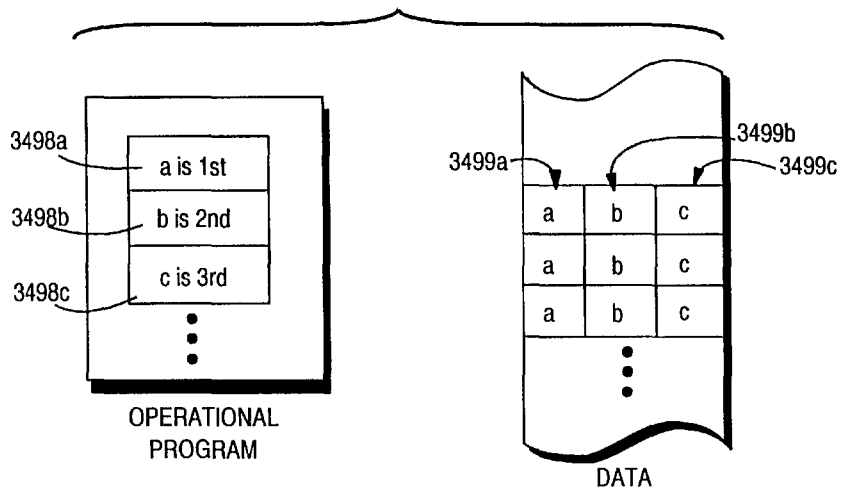 3498a
a is 1st
3498b
b is 2nd
3498c
c is 3rd
OPERATIONAL
PROGRAM
3499a
3499b
3499c
a b c
a b c
a b c
DATA